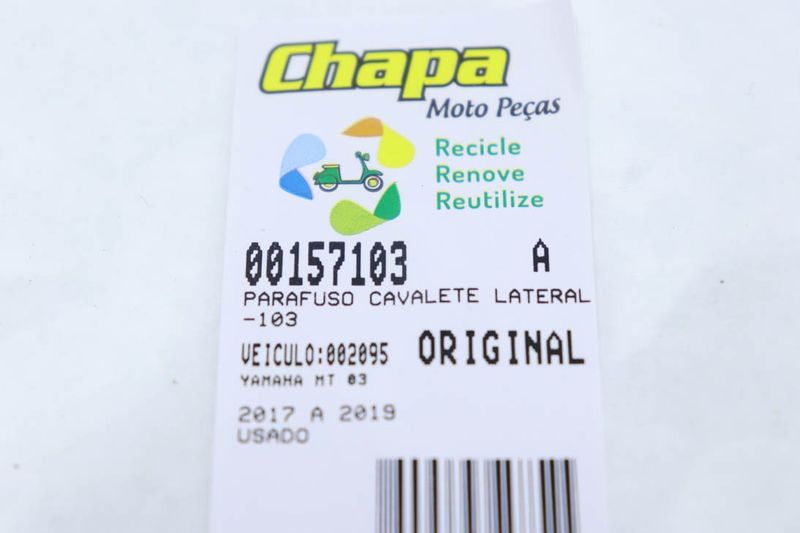 Chapa
Moto Peças
Recicle
Renove
Reutilize
00157103 A
PARAFUSO CAVALETE LATERAL
-103
VEICULO:002095 ORIGINAL
YAMAHA MT 03
2017 A 2019
USADO